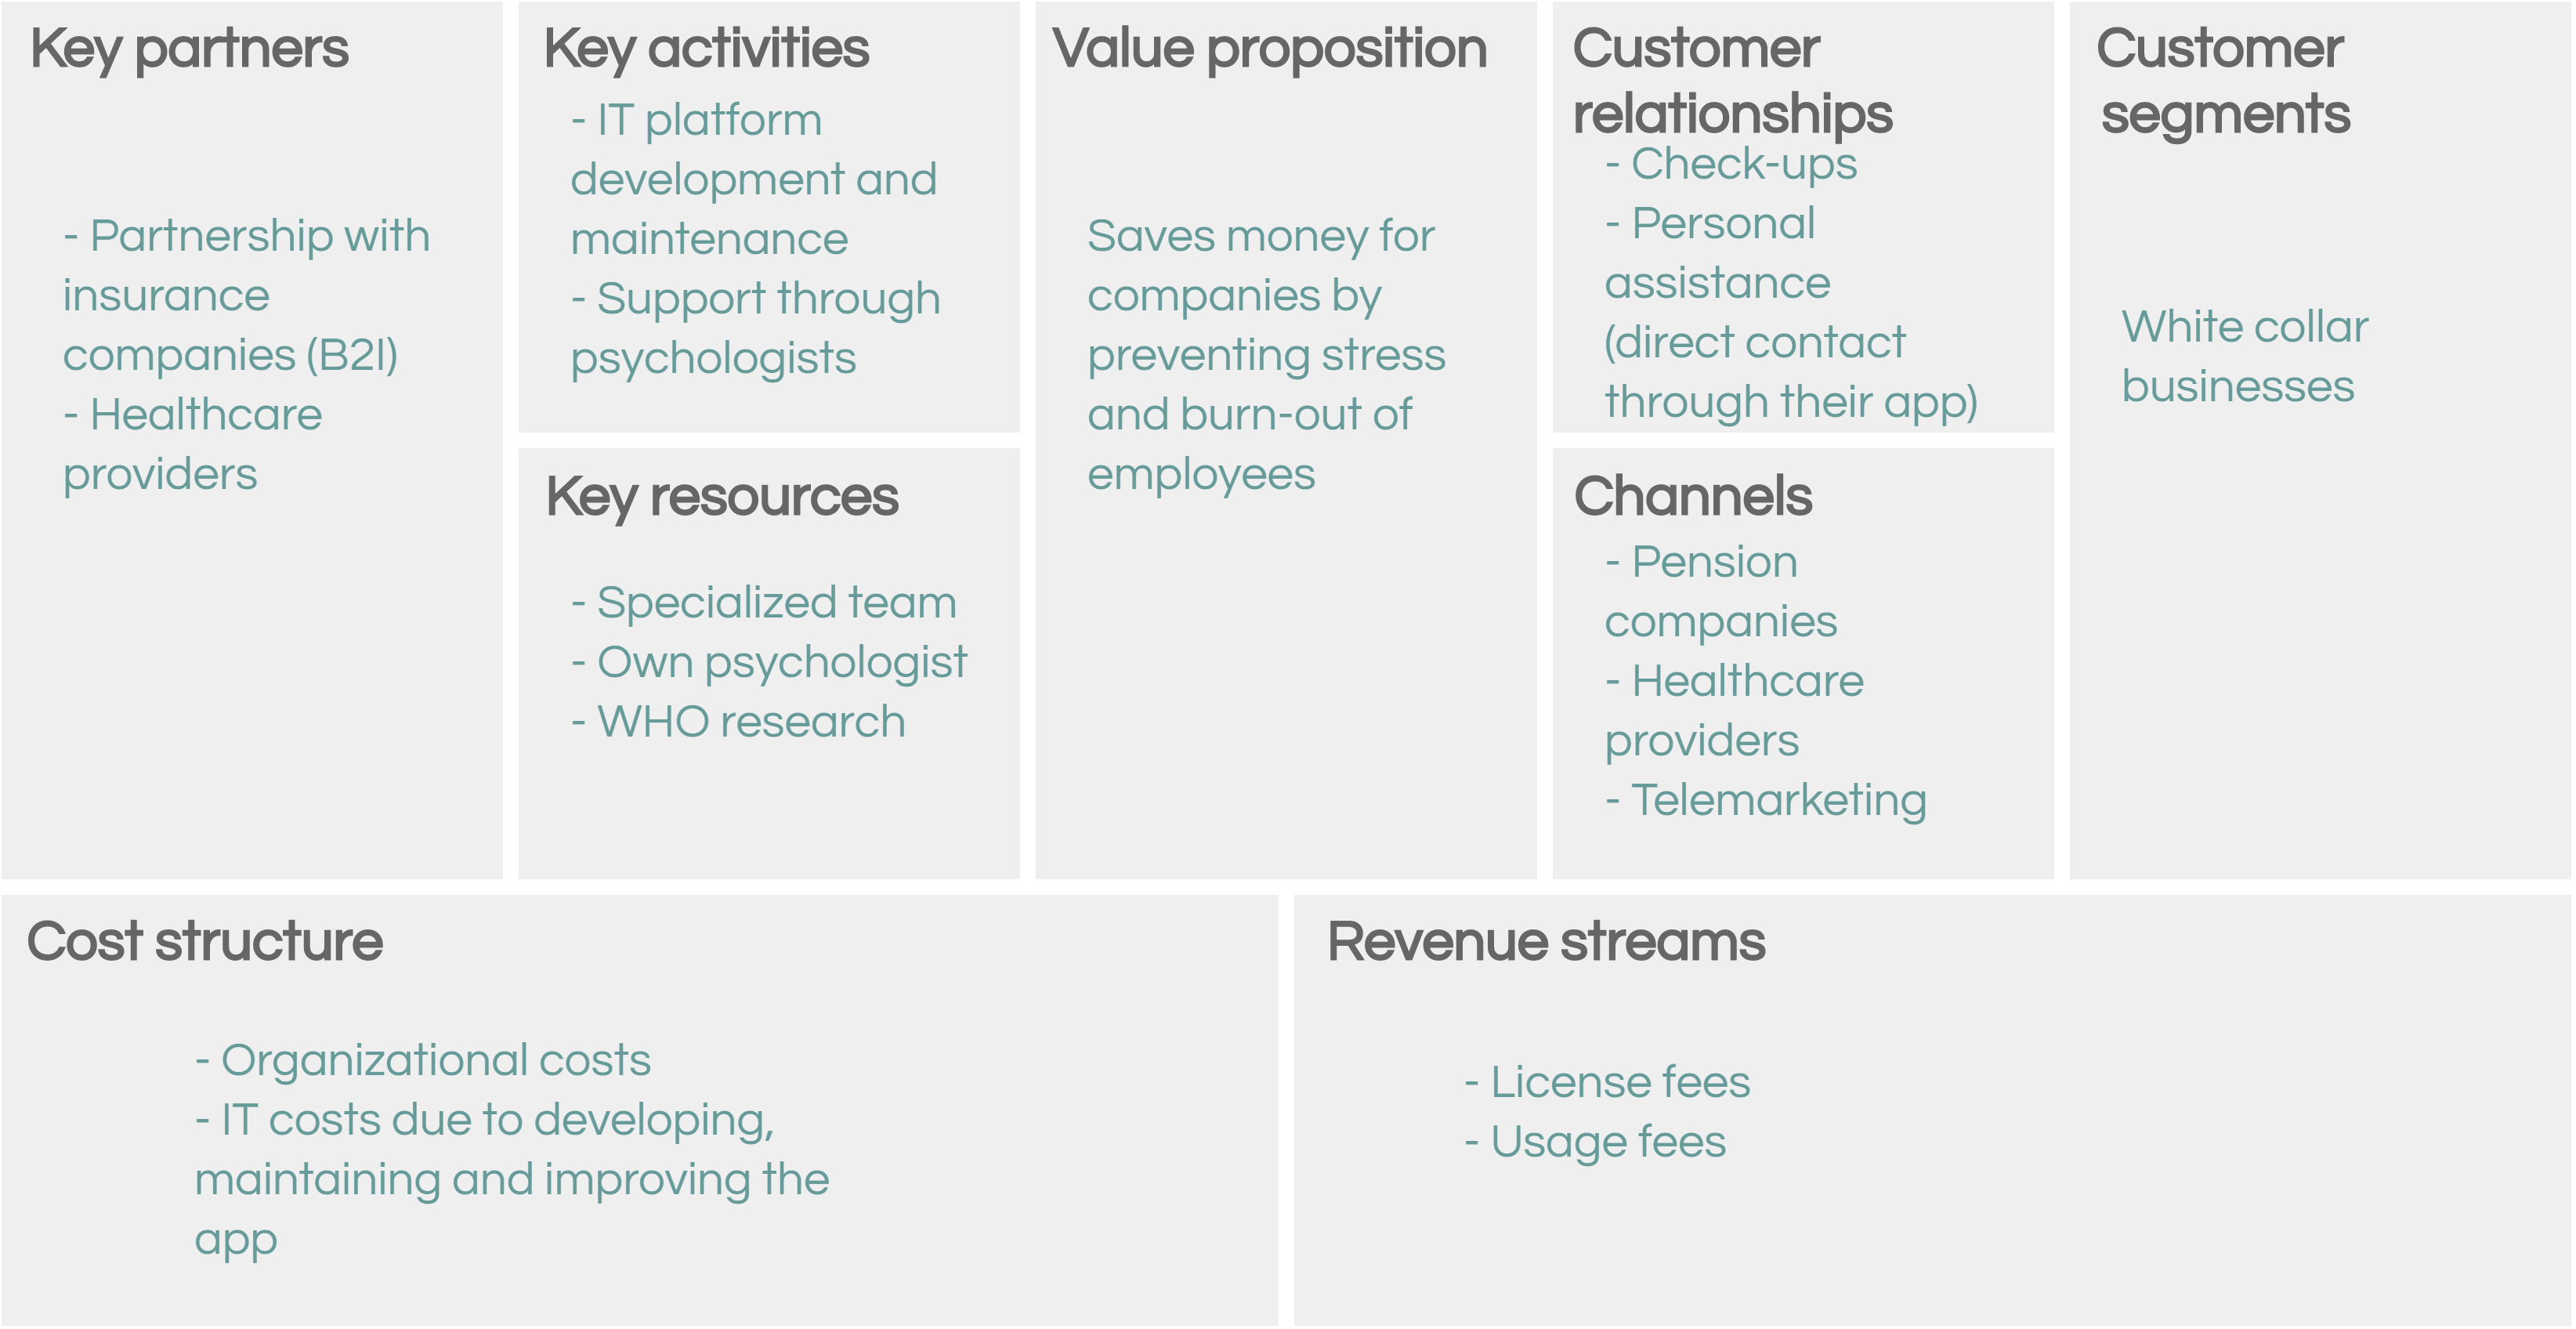 Key partners
- Partnership with
insurance
companies (B2I)
- Healthcare
providers
Key activities
- IT platform
development and
maintenance
- Support through
psychologists
Key resources
- Specialized team
- Own psychologist
- WHO research
Value proposition
Saves money for
companies by
preventing stress
and burn-out of
employees
Customer
relationships
- Check-ups
- Personal
assistance
(direct contact
through their app)
Channels
- Pension
companies
- Healthcare
providers
- Telemarketing
Customer
segments
White collar
businesses
Cost structure
- Organizational costs
- IT costs due to developing,
maintaining and improving the
app
Revenue streams
- License fees
- Usage fees